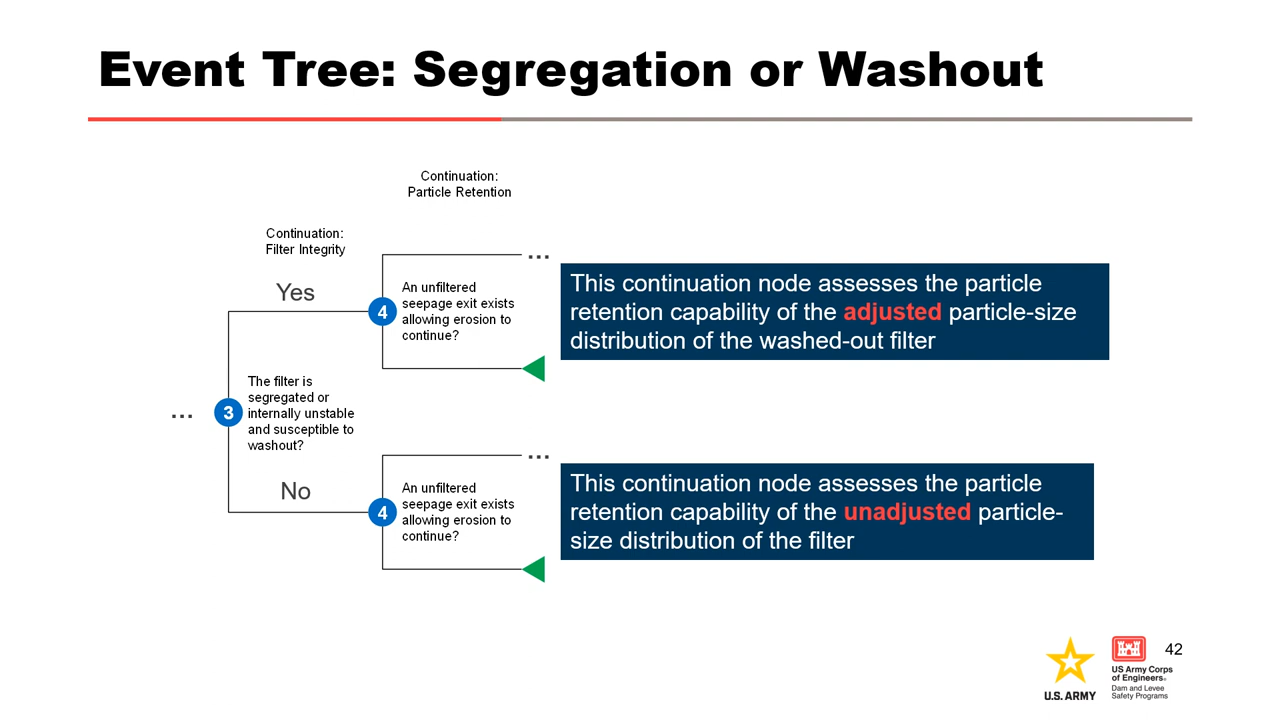 Event Tree: Segregation or Washout
Continuation:
Particle Retention
Continuation:
Filter Integrity
Yes
...
4
An unfiltered
seepage exit exists
allowing erosion to
continue?
This continuation node assesses the particle
retention capability of the adjusted particle-size
distribution of the washed-out filter
...
3
The filter is
segregated or
internally unstable
and susceptible to
washout?
No
...
4
An unfiltered
seepage exit exists
allowing erosion to
continue?
This continuation node assesses the particle
retention capability of the unadjusted particle-
size distribution of the filter
U.S. ARMY
US Army Corps
of Engineers®
Dam and Levee
Safety Programs
42